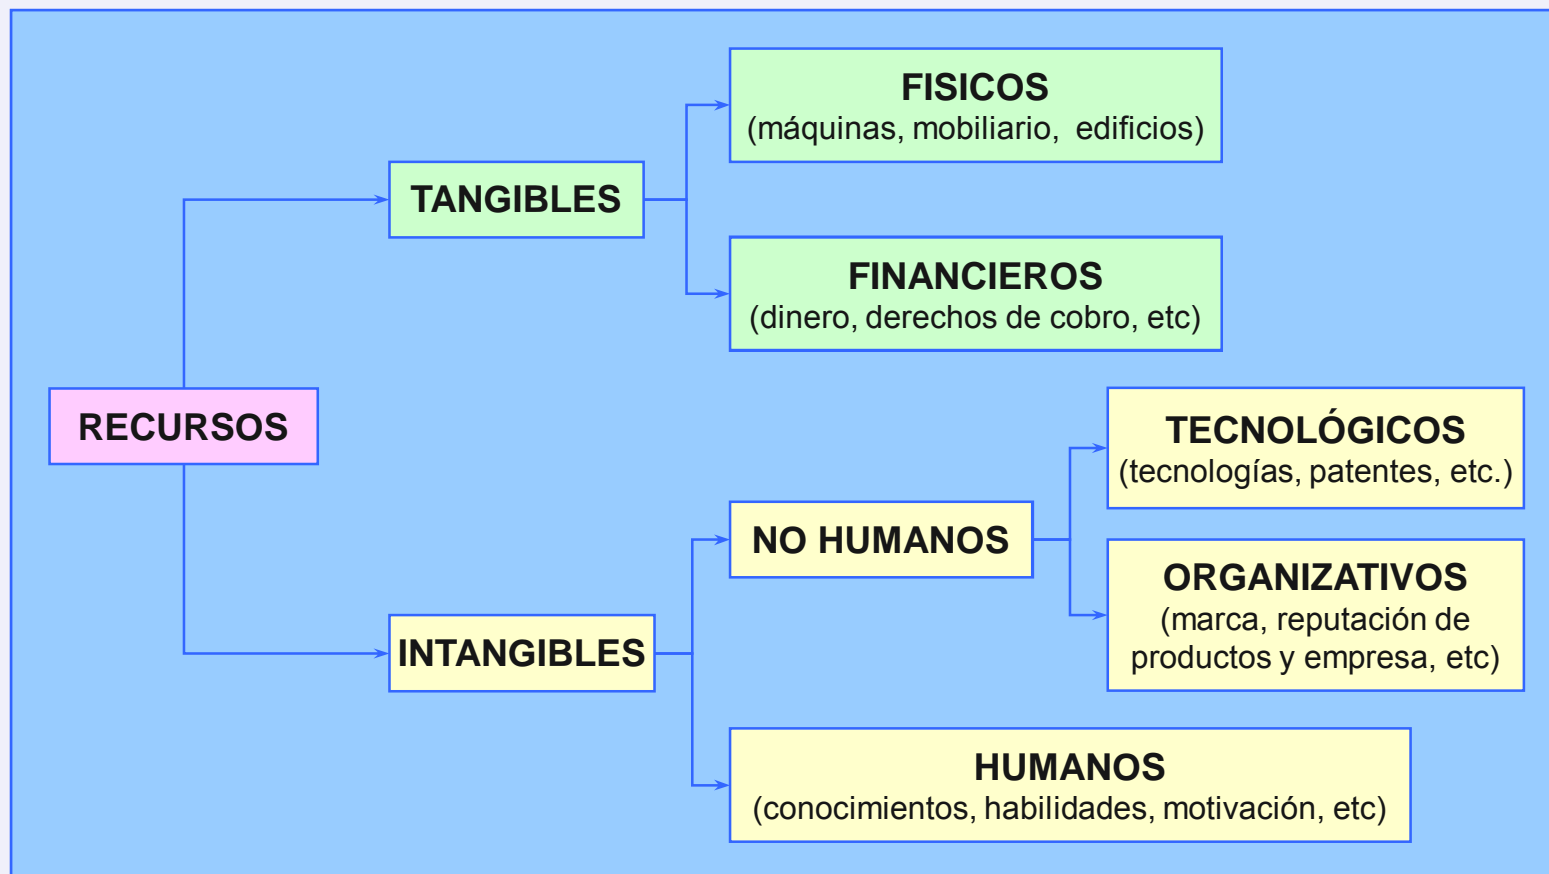 FISICOS
(máquinas, mobiliario, edificios)
TANGIBLES
FINANCIEROS
(dinero, derechos de cobro, etc)
RECURSOS
TECNOLÓGICOS
(tecnologías, patentes, etc.)
NO HUMANOS
ORGANIZATIVOS
(marca, reputación de
productos y empresa, etc)
INTANGIBLES
HUMANOS
(conocimientos, habilidades, motivación, etc)